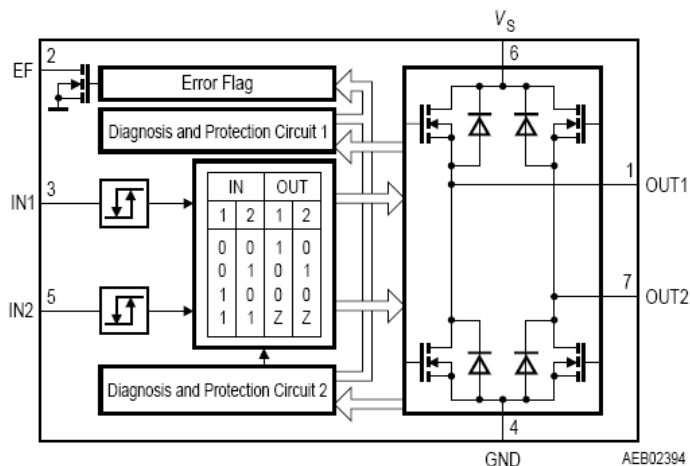 VS
2
6
EF
Error Flag
Diagnosis and Protection Circuit 1
IN OUT
1 2 1 2
0 0 1 0
0 1 0 1
1 0 0 0
1 1 Z Z
3
IN1
1
OUT1
5
IN2
7
OUT2
Diagnosis and Protection Circuit 2
4
GND
AEB02394